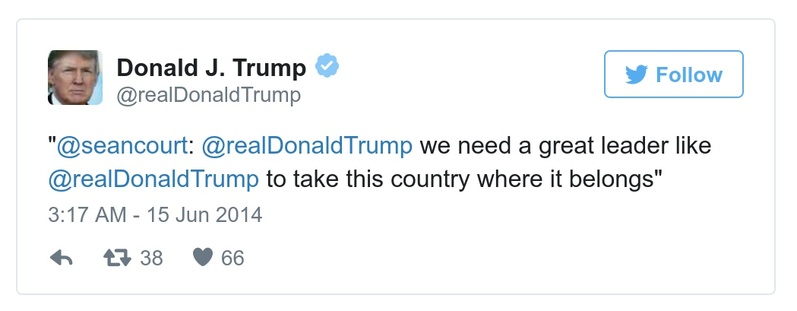 Donald J. Trump
@realDonaldTrump
Follow
"@seancourt: @realDonaldTrump we need a great leader like
@realDonaldTrump to take this country where it belongs"
3:17 AM - 15 Jun 2014
38 66